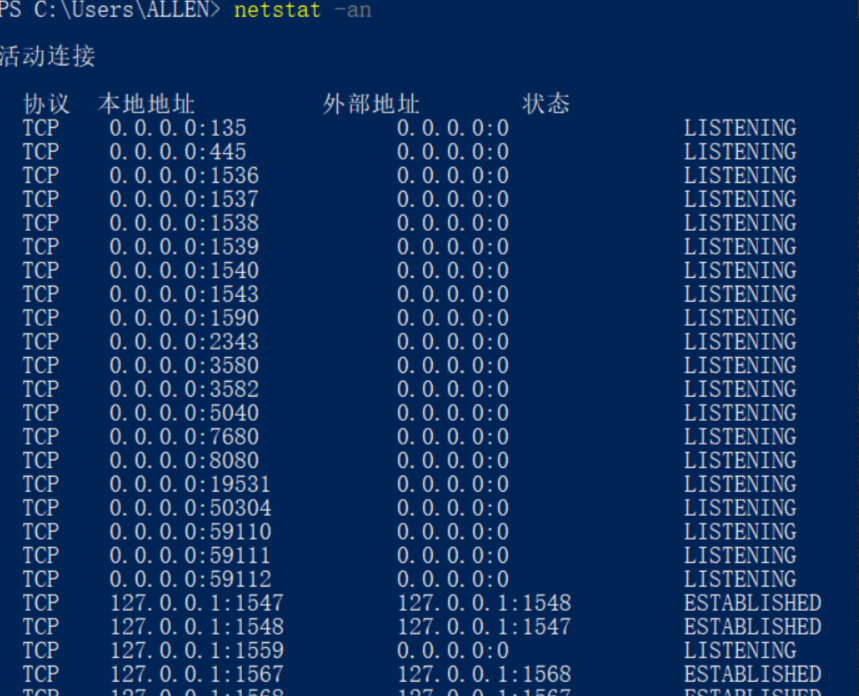 PS C:\Users\ALLEN> netstat -an
活动连接
协议 本地地址 外部地址 状态
TCP 0.0.0.0:135 0.0.0.0:0 LISTENING
TCP 0.0.0.0:445 0.0.0.0:0 LISTENING
TCP 0.0.0.0:1536 0.0.0.0:0 LISTENING
TCP 0.0.0.0:1537 0.0.0.0:0 LISTENING
TCP 0.0.0.0:1538 0.0.0.0:0 LISTENING
TCP 0.0.0.0:1539 0.0.0.0:0 LISTENING
TCP 0.0.0.0:1540 0.0.0.0:0 LISTENING
TCP 0.0.0.0:1543 0.0.0.0:0 LISTENING
TCP 0.0.0.0:1590 0.0.0.0:0 LISTENING
TCP 0.0.0.0:2343 0.0.0.0:0 LISTENING
TCP 0.0.0.0:3580 0.0.0.0:0 LISTENING
TCP 0.0.0.0:3582 0.0.0.0:0 LISTENING
TCP 0.0.0.0:5040 0.0.0.0:0 LISTENING
TCP 0.0.0.0:7680 0.0.0.0:0 LISTENING
TCP 0.0.0.0:8080 0.0.0.0:0 LISTENING
TCP 0.0.0.0:19531 0.0.0.0:0 LISTENING
TCP 0.0.0.0:50304 0.0.0.0:0 LISTENING
TCP 0.0.0.0:59110 0.0.0.0:0 LISTENING
TCP 0.0.0.0:59111 0.0.0.0:0 LISTENING
TCP 0.0.0.0:59112 0.0.0.0:0 LISTENING
TCP 127.0.0.1:1547 127.0.0.1:1548 ESTABLISHED
TCP 127.0.0.1:1548 127.0.0.1:1547 ESTABLISHED
TCP 127.0.0.1:1559 0.0.0.0:0 LISTENING
TCP 127.0.0.1:1567 127.0.0.1:1568 ESTABLISHED
TCP 127.0.0.1:1568 127.0.0.1:1567 ESTABLISHED